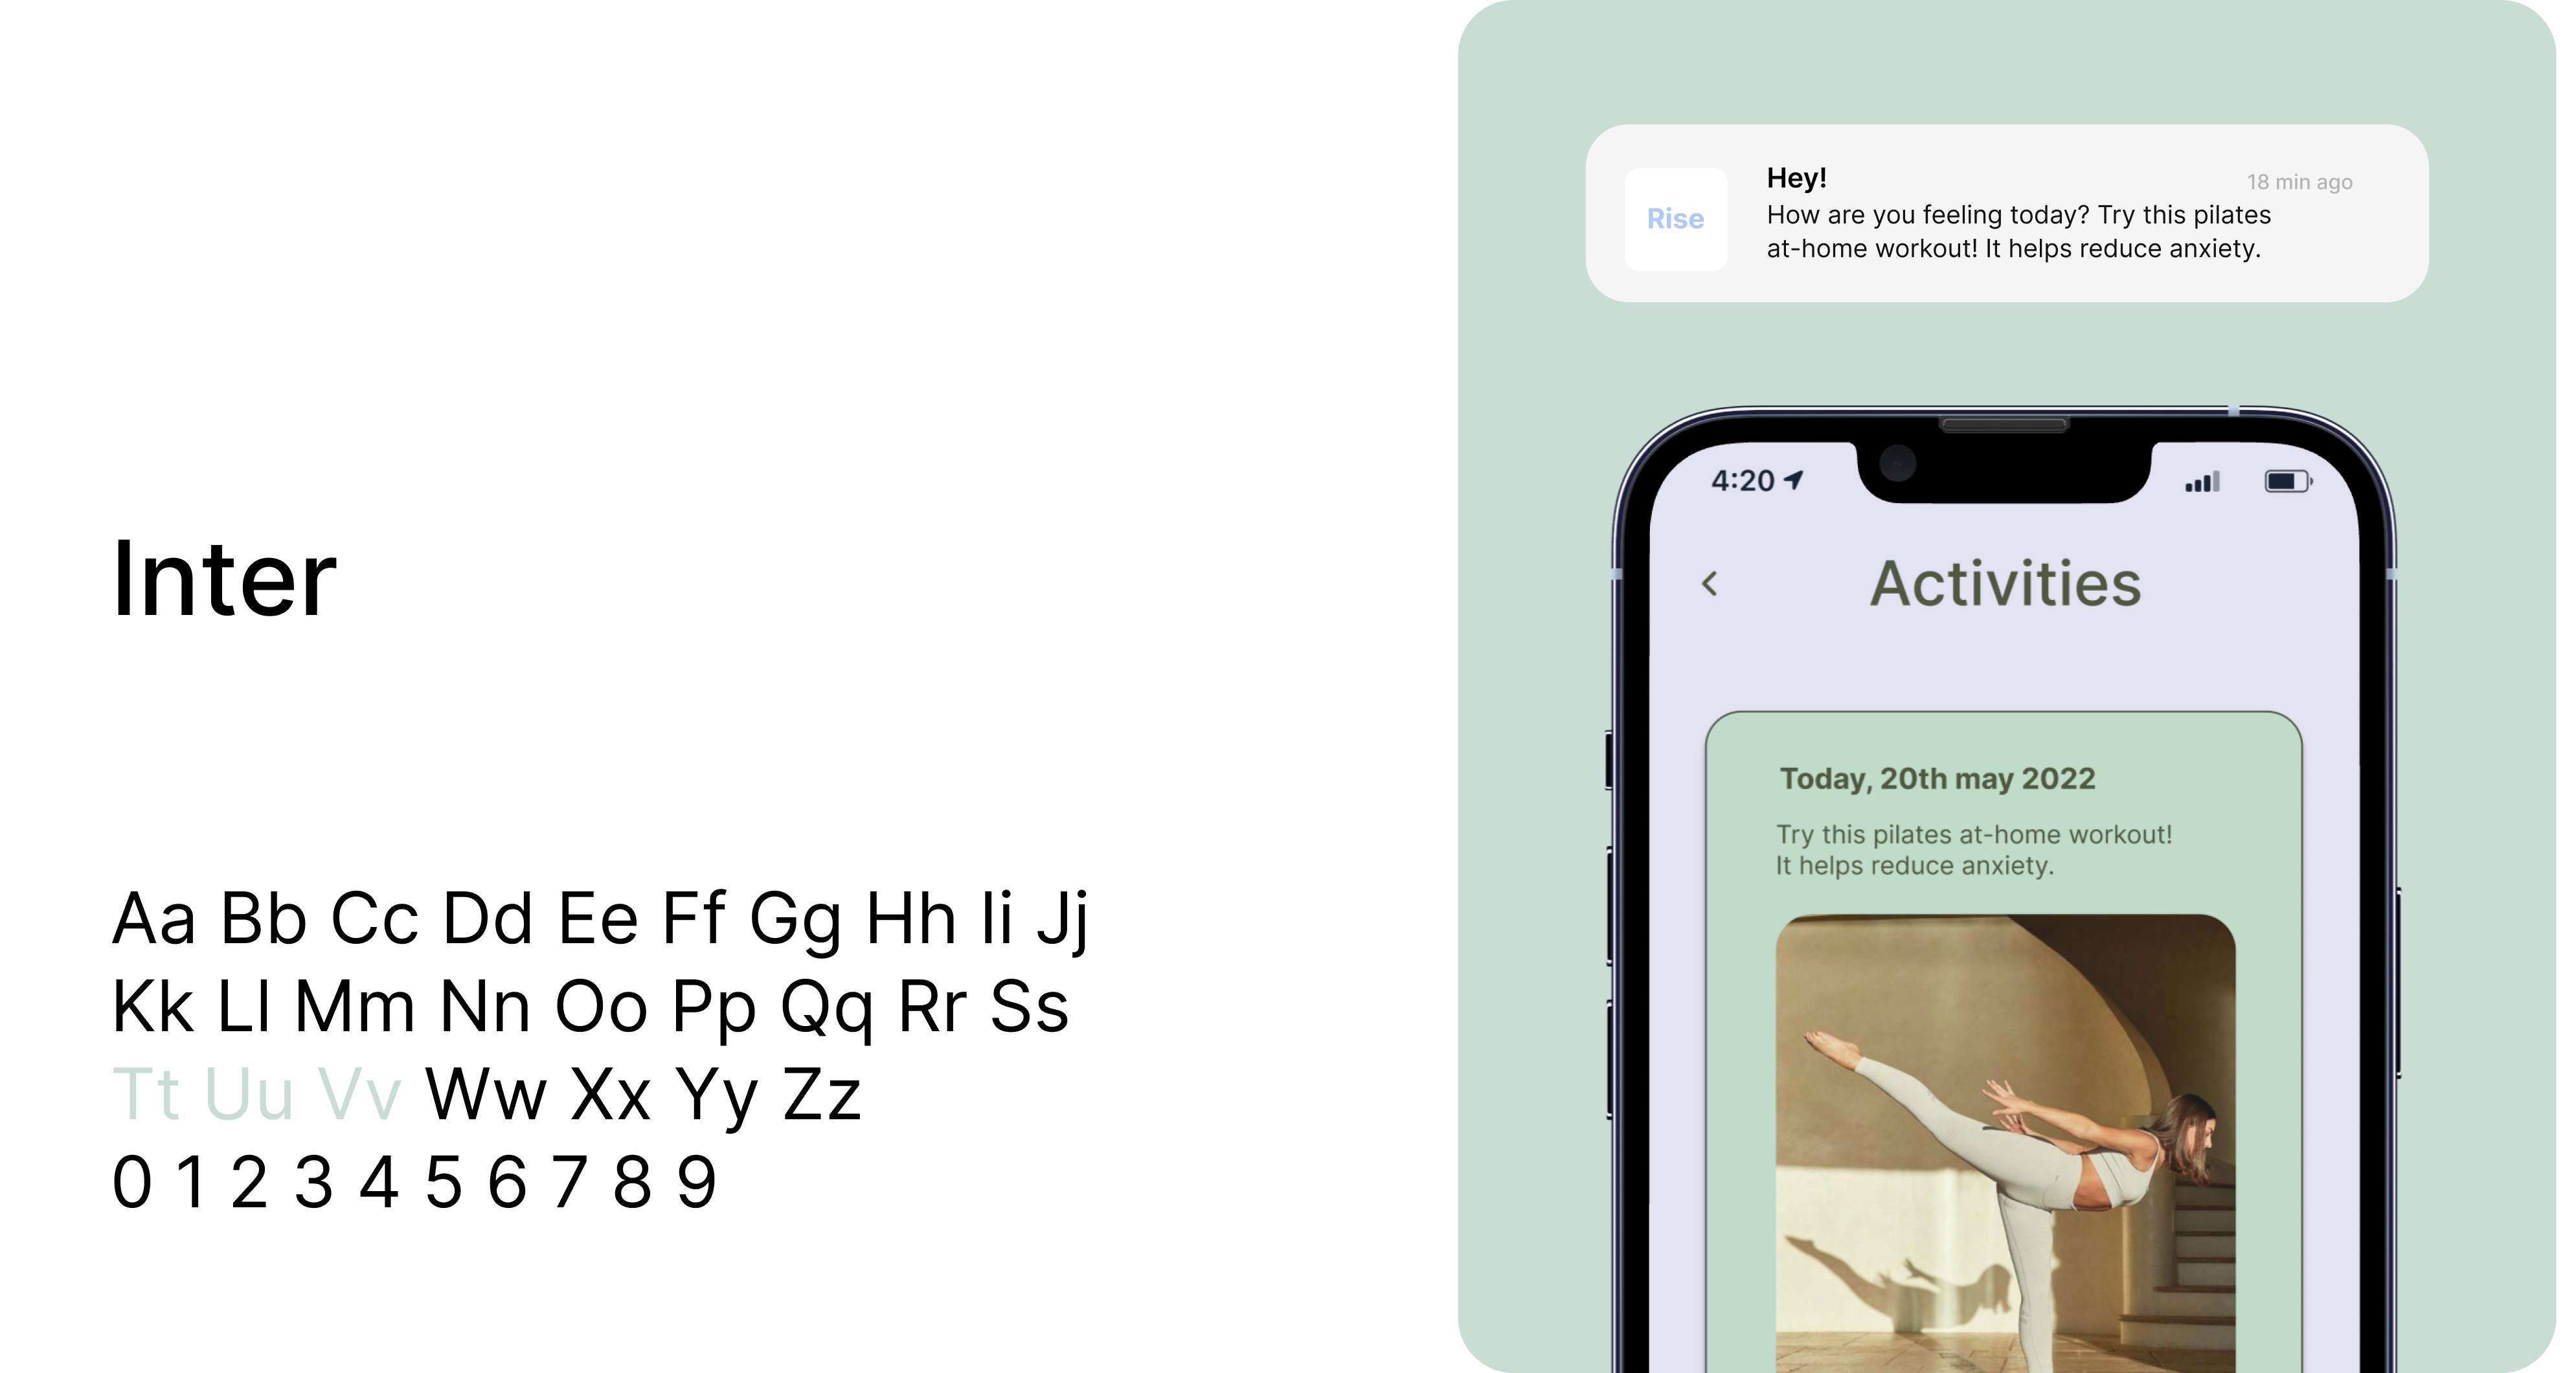 Inter
Aa Bb Cc Dd Ee Ff Gg Hh Ii Jj
Kk Ll Mm Nn Oo Pp Qq Rr Ss
Tt Uu Vv Ww Xx Yy Zz
0 1 2 3 4 5 6 7 8 9
Rise
Hey!
18 min ago
How are you feeling today? Try this pilates
at-home workout! It helps reduce anxiety.
4:20
Activities
Today, 20th may 2022
Try this pilates at-home workout!
It helps reduce anxiety.